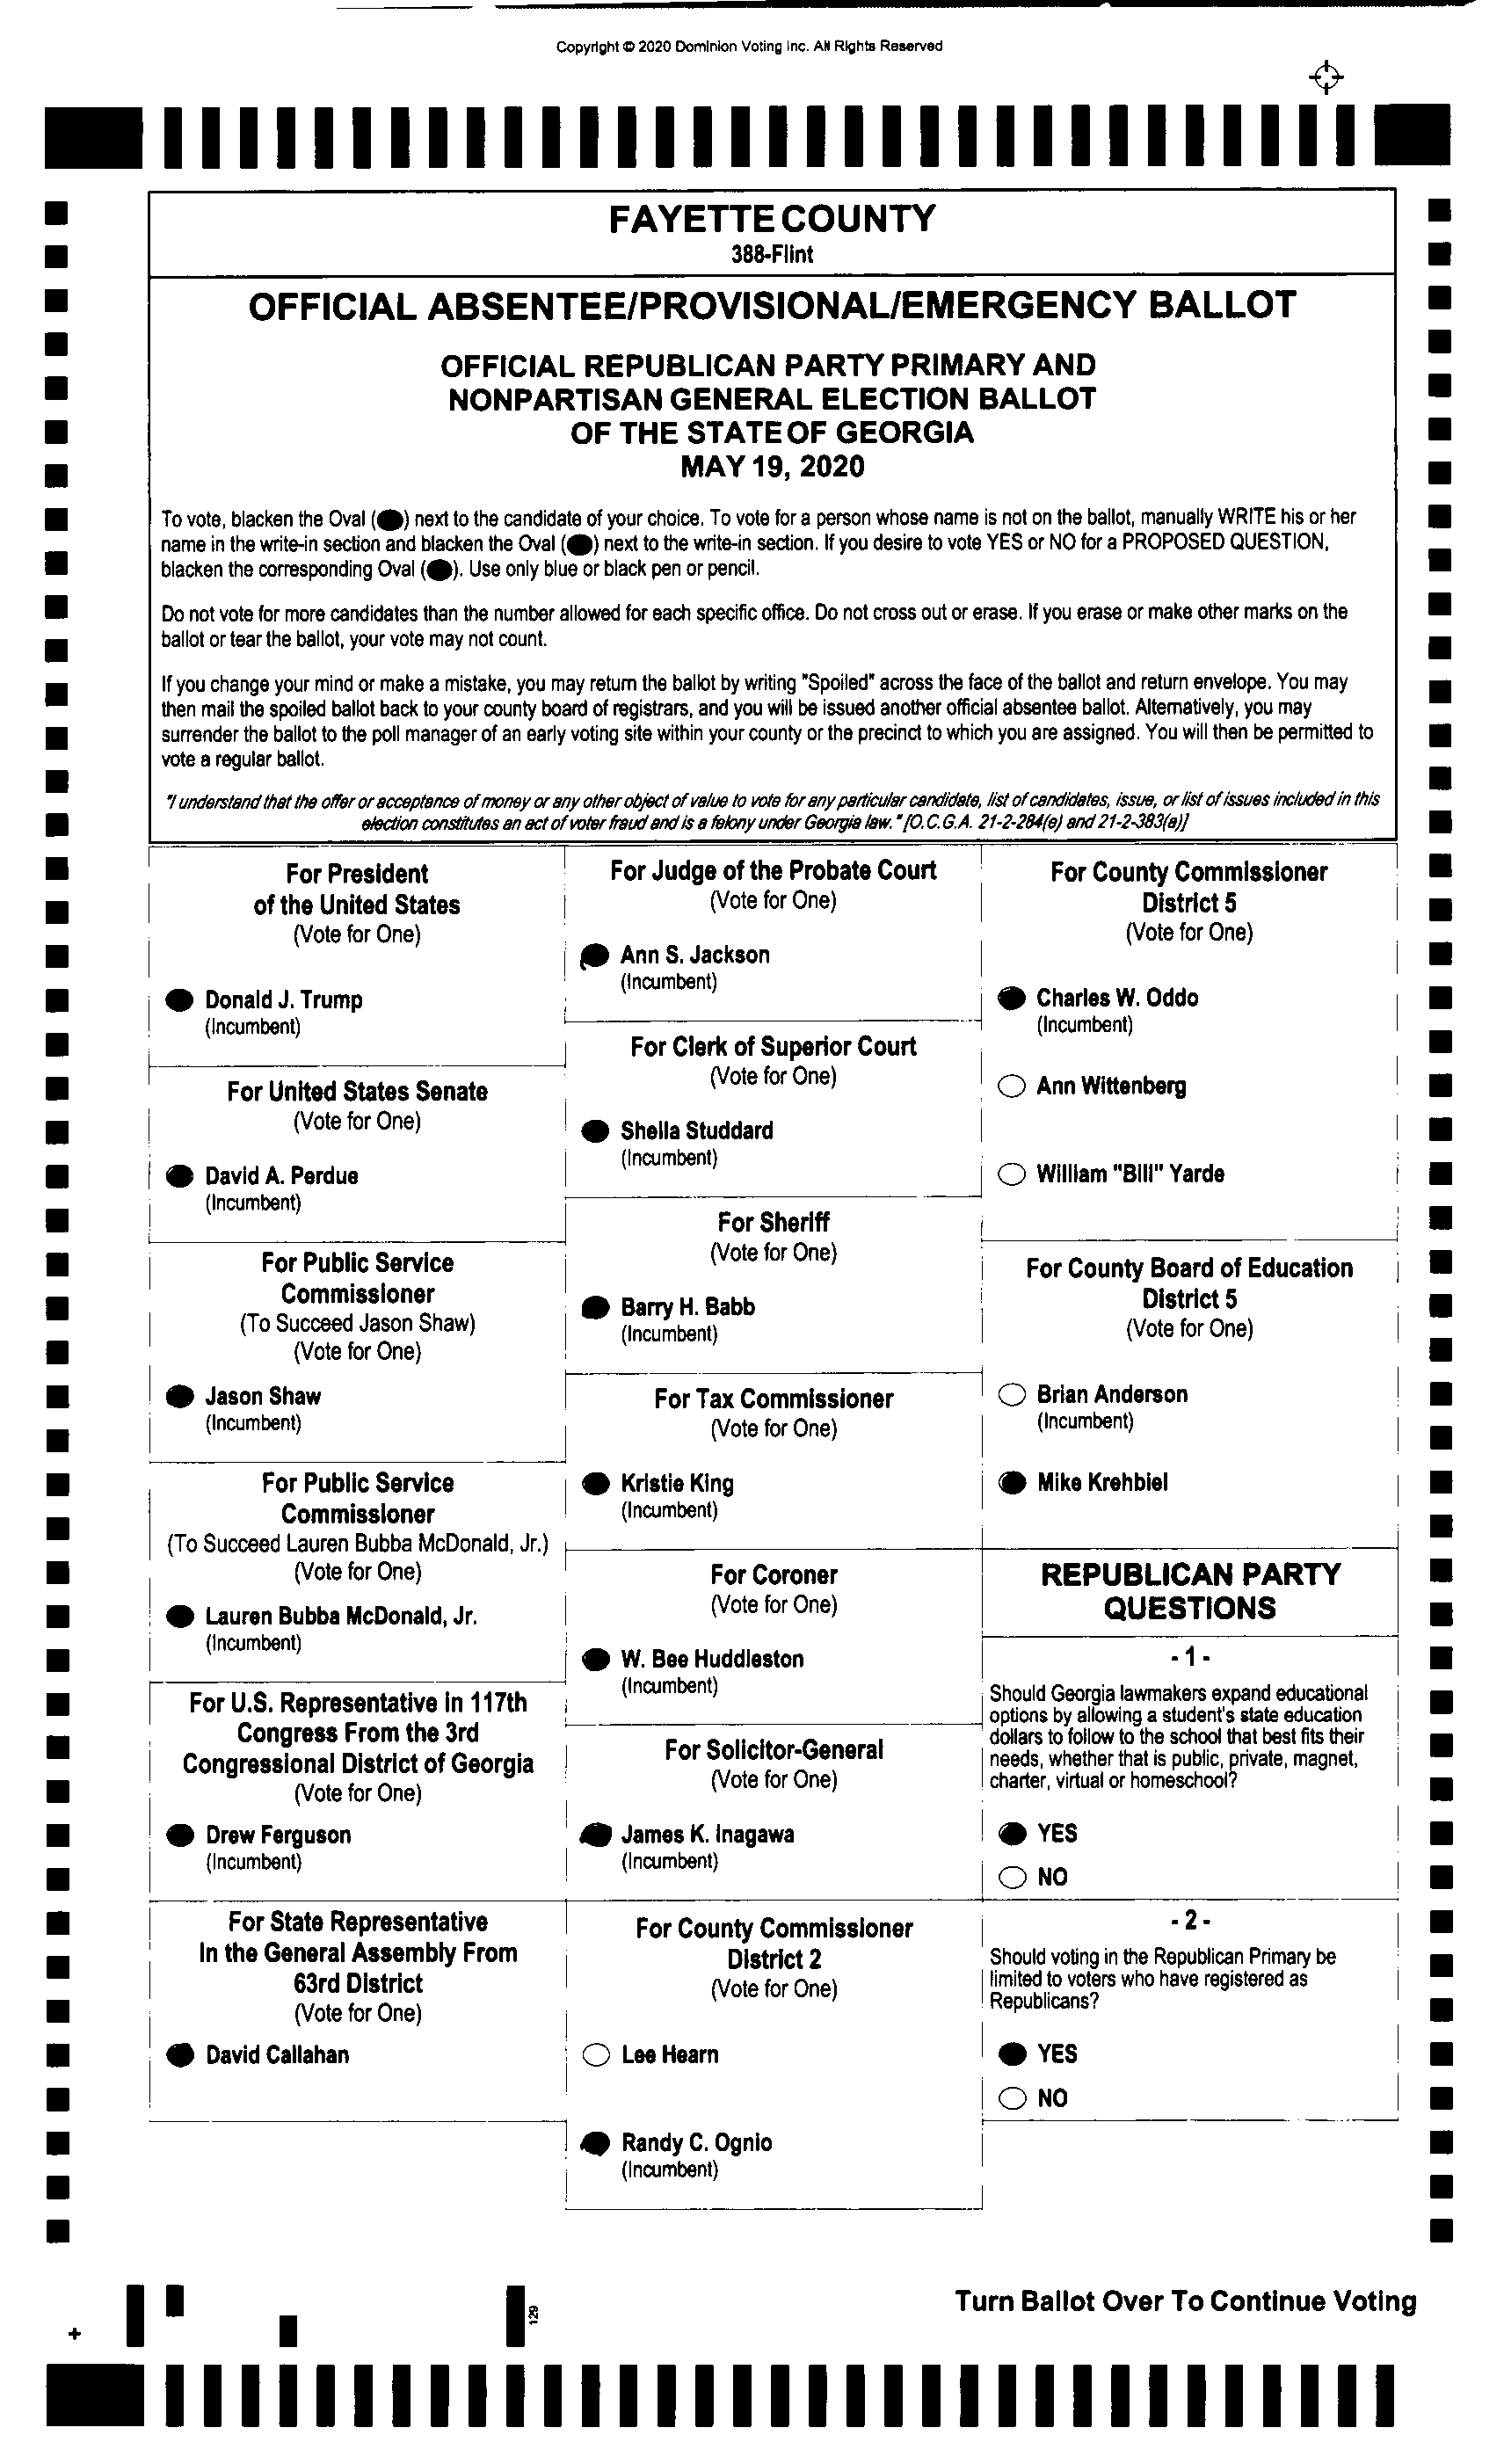 Copyright © 2020 Dominion Voting Inc. All Rights Reserved
FAYETTE COUNTY
388-Flint
OFFICIAL ABSENTEE/PROVISIONAL/EMERGENCY BALLOT
OFFICIAL REPUBLICAN PARTY PRIMARY AND
NONPARTISAN GENERAL ELECTION BALLOT
OF THE STATE OF GEORGIA
MAY 19, 2020
To vote, blacken the Oval ( ) next to the candidate of your choice. To vote for a person whose name is not on the ballot, manually WRITE his or her
name in the write-in section and blacken the Oval ( ) next to the write-in section. If you desire to vote YES or NO for a PROPOSED QUESTION,
blacken the corresponding Oval ( ). Use only blue or black pen or pencil.
Do not vote for more candidates than the number allowed for each specific office. Do not cross out or erase. If you erase or make other marks on the
ballot or tear the ballot, your vote may not count.
If you change your mind or make a mistake, you may return the ballot by writing "Spoiled" across the face of the ballot and return envelope. You may
then mail the spoiled ballot back to your county board of registrars, and you will be issued another official absentee ballot. Alternatively, you may
surrender the ballot to the poll manager of an early voting site within your county or the precinct to which you are assigned. You will then be permitted to
vote a regular ballot.
"I understand that the offer or acceptance of money or any other object of value to vote for any particular candidate, list of candidates, issue, or list of issues included in this
election constitutes an act of voter fraud and is a felony under Georgia law." [O.C.G.A. 21-2-284(e) and 21-2-383(a)]
For President
of the United States
(Vote for One)
Donald J. Trump
(Incumbent)
For United States Senate
(Vote for One)
David A. Perdue
(Incumbent)
For Public Service
Commissioner
(To Succeed Jason Shaw)
(Vote for One)
Jason Shaw
(Incumbent)
For Public Service
Commissioner
(To Succeed Lauren Bubba McDonald, Jr.)
(Vote for One)
Lauren Bubba McDonald, Jr.
(Incumbent)
For U.S. Representative in 117th
Congress From the 3rd
Congressional District of Georgia
(Vote for One)
Drew Ferguson
(Incumbent)
For State Representative
In the General Assembly From
63rd District
(Vote for One)
David Callahan
For Judge of the Probate Court
(Vote for One)
Ann S. Jackson
(Incumbent)
For Clerk of Superior Court
(Vote for One)
Sheila Studdard
(Incumbent)
For Sheriff
(Vote for One)
Barry H. Babb
(Incumbent)
For Tax Commissioner
(Vote for One)
Kristie King
(Incumbent)
For Coroner
(Vote for One)
W. Bee Huddleston
(Incumbent)
For Solicitor-General
(Vote for One)
James K. Inagawa
(Incumbent)
For County Commissioner
District 2
(Vote for One)
Lee Hearn
Randy C. Ognio
(Incumbent)
For County Commissioner
District 5
(Vote for One)
Charles W. Oddo
(Incumbent)
Ann Wittenberg
William "Bill" Yarde
For County Board of Education
District 5
(Vote for One)
Brian Anderson
(Incumbent)
Mike Krehbiel
REPUBLICAN PARTY
QUESTIONS
- 1 -
Should Georgia lawmakers expand educational
options by allowing a student's state education
dollars to follow to the school that best fits their
needs, whether that is public, private, magnet,
charter, virtual or homeschool?
YES
NO
- 2 -
Should voting in the Republican Primary be
limited to voters who have registered as
Republicans?
YES
NO
129
Turn Ballot Over To Continue Voting